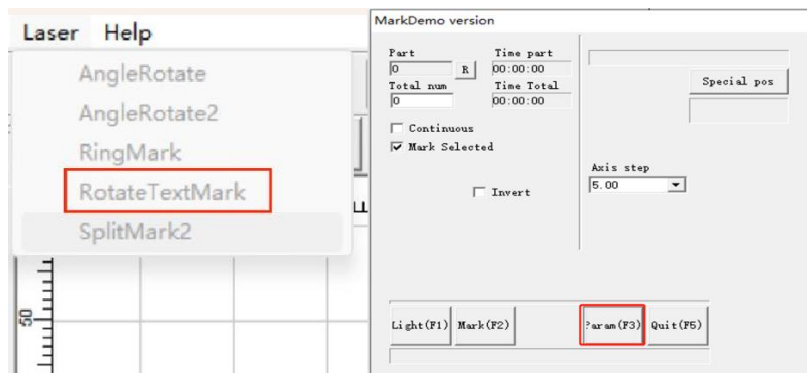 Laser Help
AngleRotate
AngleRotate2
RingMark
RotateTextMark
SplitMark2
50
MarkDemo version
Part
Time part
0
R
00:00:00
Total num
Time Total
0
00:00:00
Continuous
Mark Selected
Invert
Special pos
Axis step
5.00
Light(F1)
Mark(F2)
Param(F3)
Quit(F5)